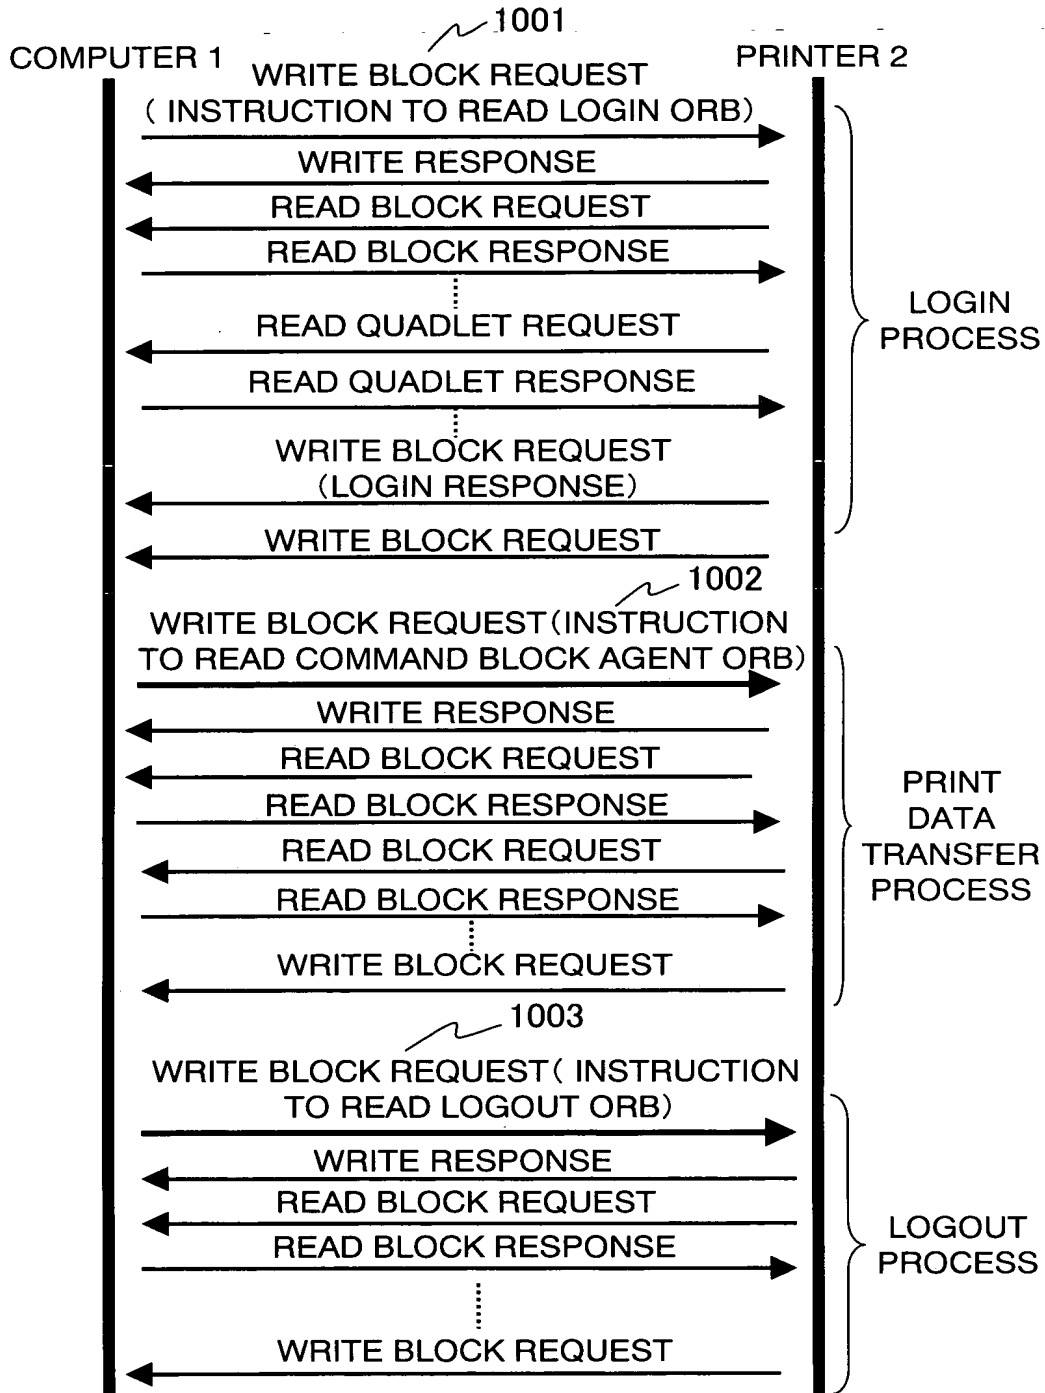 1001
COMPUTER 1
PRINTER 2
WRITE BLOCK REQUEST
( INSTRUCTION TO READ LOGIN ORB)
WRITE RESPONSE
READ BLOCK REQUEST
READ BLOCK RESPONSE
READ QUADLET REQUEST
READ QUADLET RESPONSE
WRITE BLOCK REQUEST
(LOGIN RESPONSE)
WRITE BLOCK REQUEST
LOGIN
PROCESS
1002
WRITE BLOCK REQUEST(INSTRUCTION
TO READ COMMAND BLOCK AGENT ORB)
WRITE RESPONSE
READ BLOCK REQUEST
READ BLOCK RESPONSE
READ BLOCK REQUEST
READ BLOCK RESPONSE
WRITE BLOCK REQUEST
PRINT
DATA
TRANSFER
PROCESS
1003
WRITE BLOCK REQUEST( INSTRUCTION
TO READ LOGOUT ORB)
WRITE RESPONSE
READ BLOCK REQUEST
READ BLOCK RESPONSE
WRITE BLOCK REQUEST
LOGOUT
PROCESS